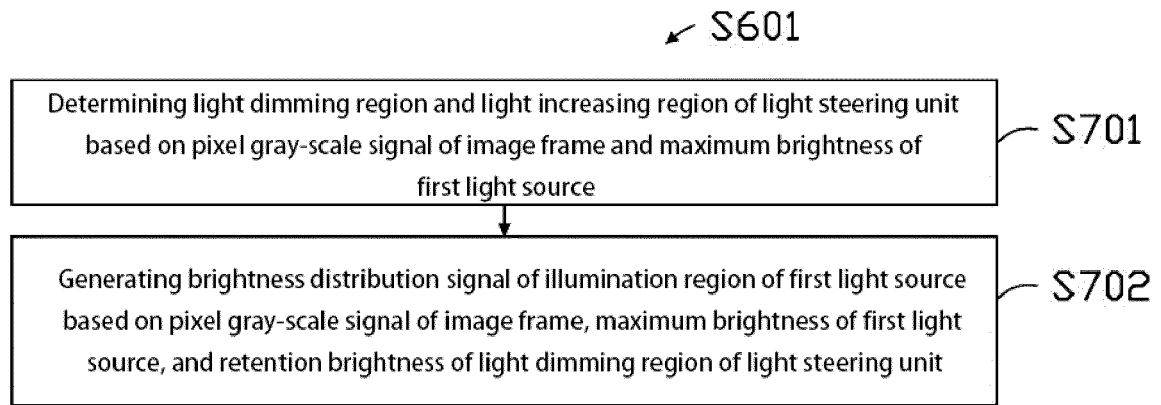 S601
Determining light dimming region and light increasing region of light steering unit
based on pixel gray-scale signal of image frame and maximum brightness of
first light source
S701
Generating brightness distribution signal of illumination region of first light source
based on pixel gray-scale signal of image frame, maximum brightness of first light
source, and retention brightness of light dimming region of light steering unit
S702